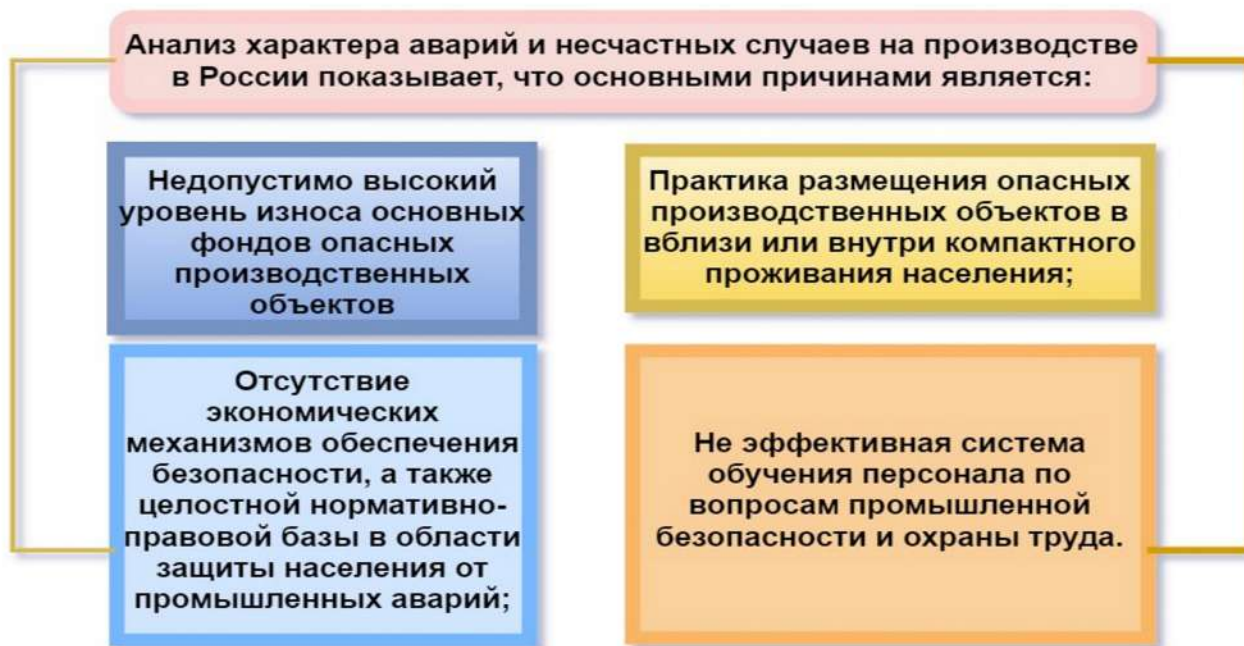 Анализ характера аварий и несчастных случаев на производстве
в России показывает, что основными причинами является:
Недопустимо высокий
уровень износа основных
фондов опасных
производственных
объектов
Практика размещения опасных
производственных объектов в
вблизи или внутри компактного
проживания населения;
Отсутствие
экономических
механизмов обеспечения
безопасности, а также
целостной нормативно-
правовой базы в области
защиты населения от
промышленных аварий;
Не эффективная система
обучения персонала по
вопросам промышленной
безопасности и охраны труда.